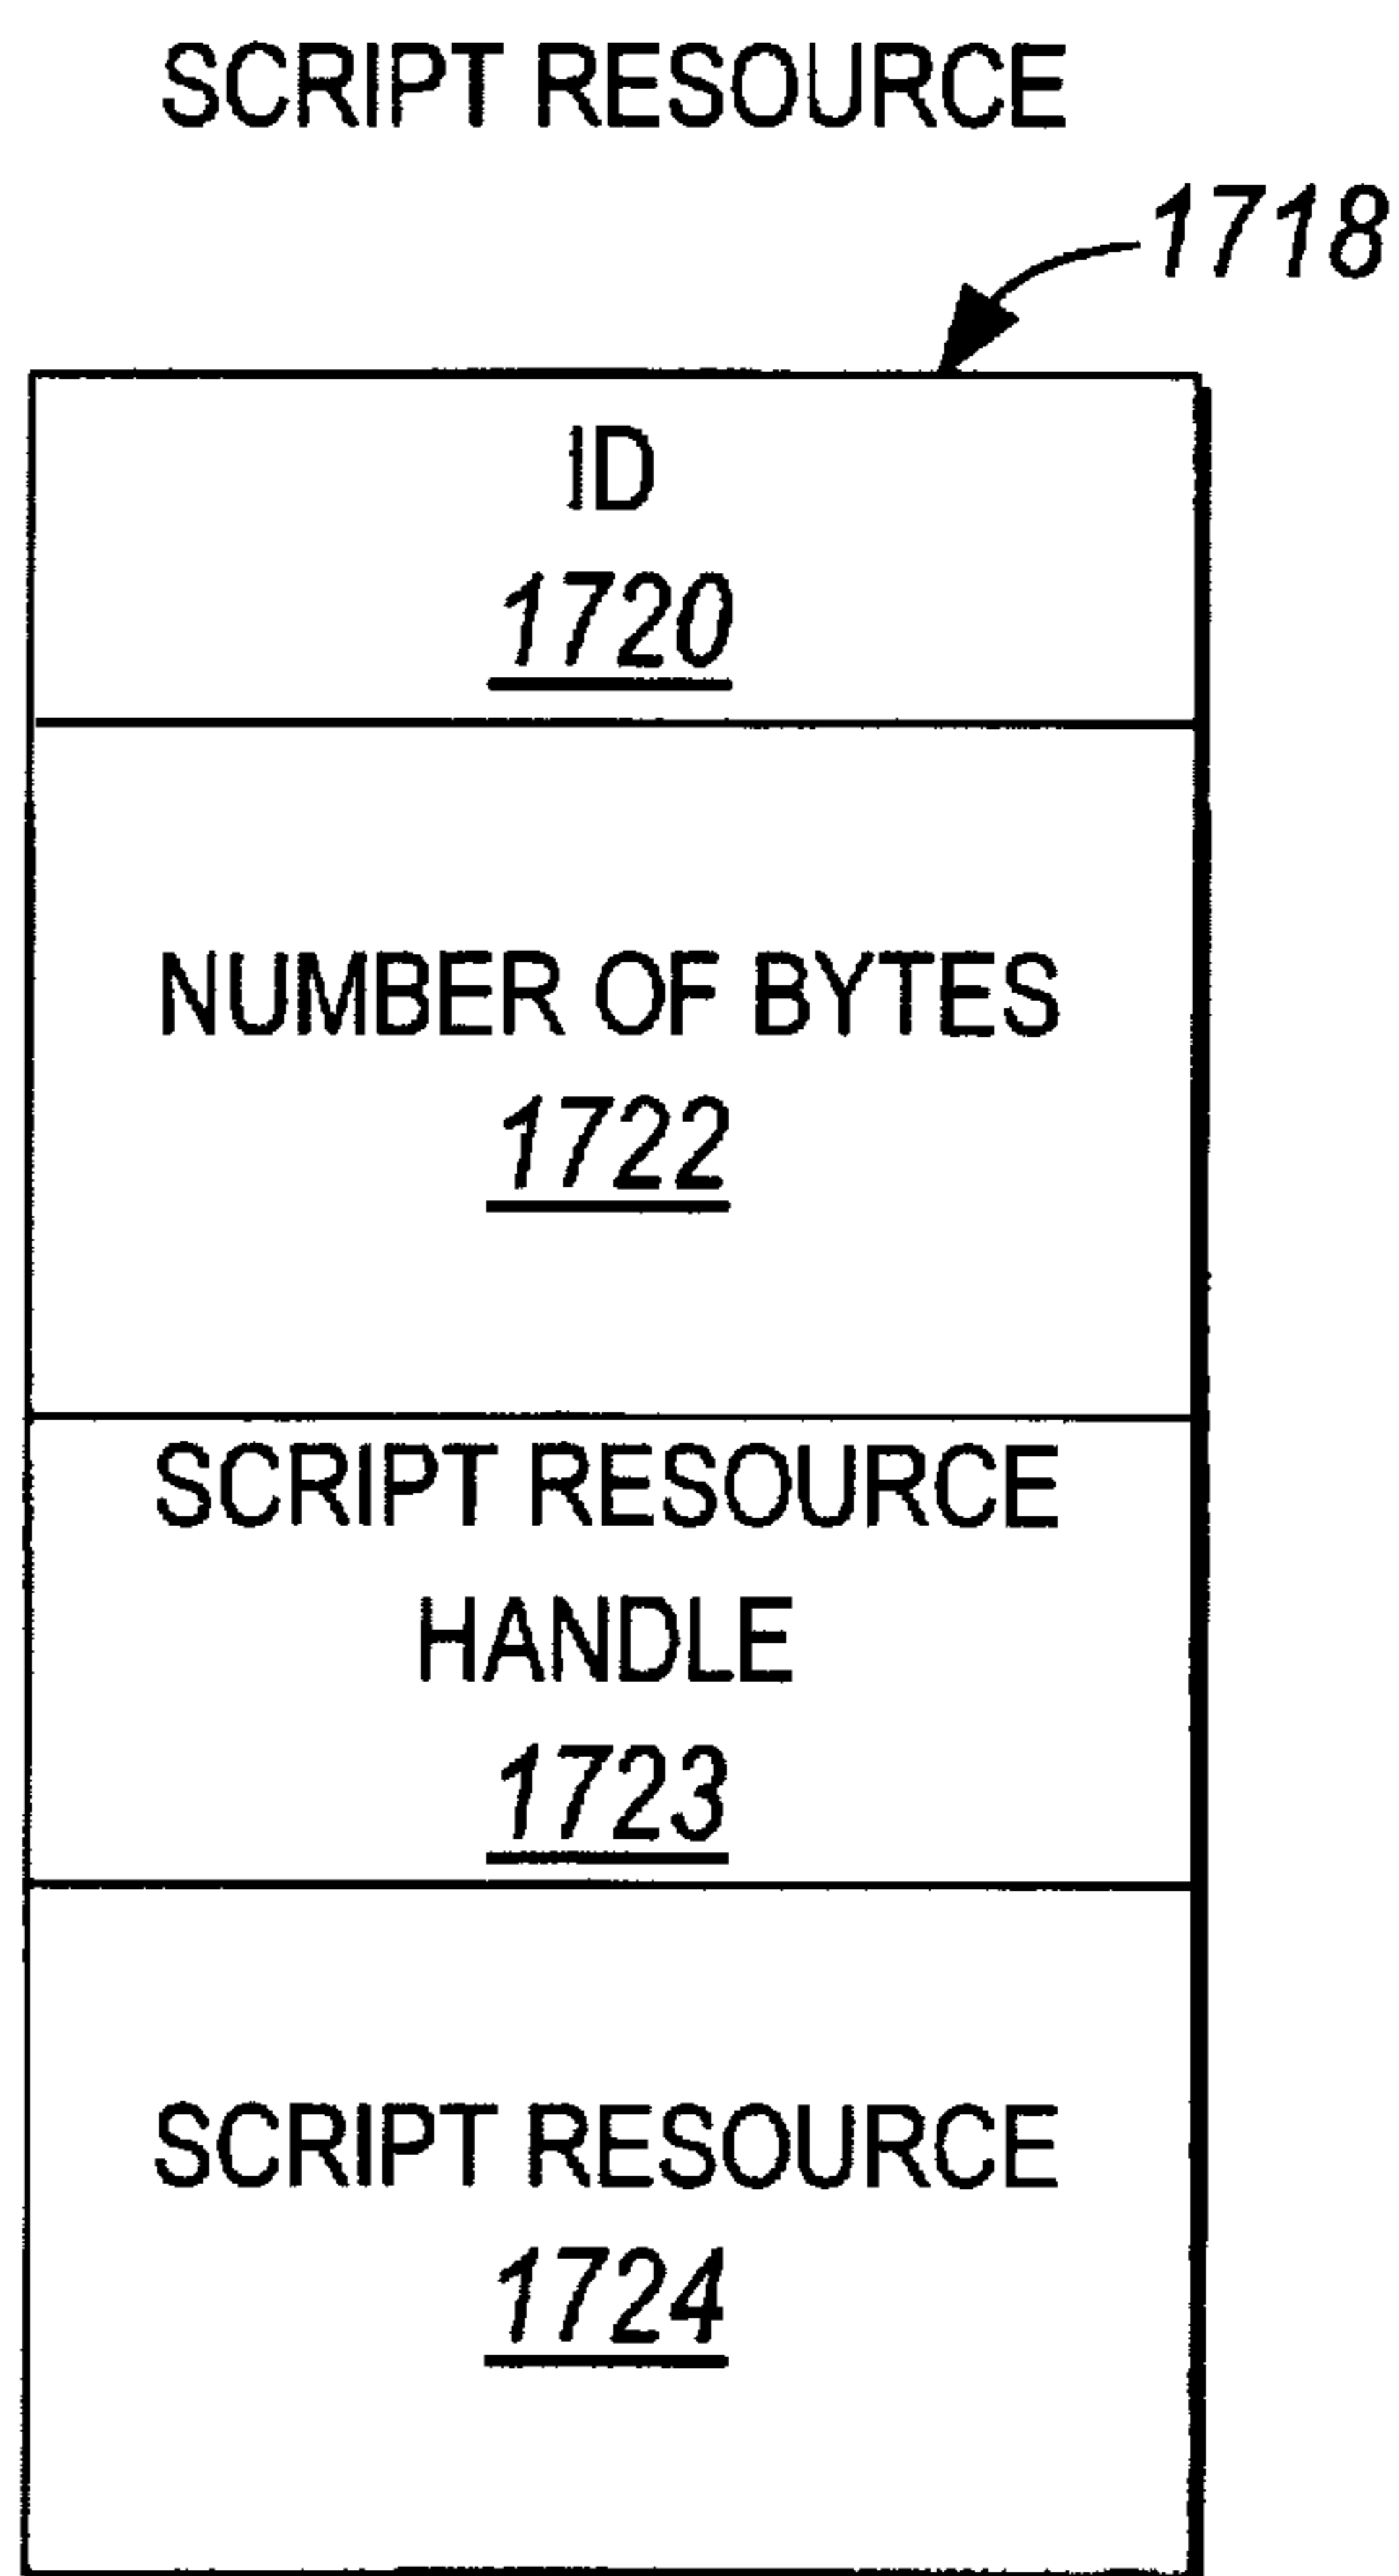 SCRIPT RESOURCE
1718
ID
1720
NUMBER OF BYTES
1722
SCRIPT RESOURCE
HANDLE
1723
SCRIPT RESOURCE
1724